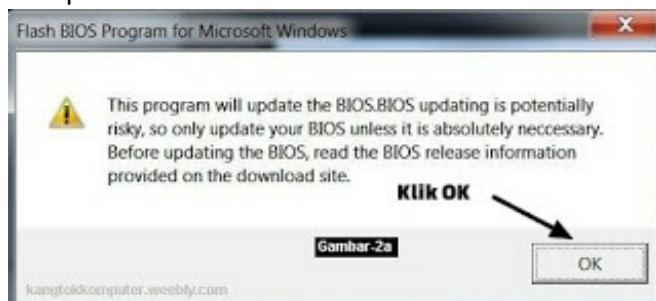 Flash BIOS Program for Microsoft Windows
This program will update the BIOS.BIOS updating is potentially
risky, so only update your BIOS unless it is absolutely neccessary.
Before updating the BIOS, read the BIOS release information
provided on the download site.
Klik OK
Gambar-2a
OK
kangtokkomputer.weebly.com